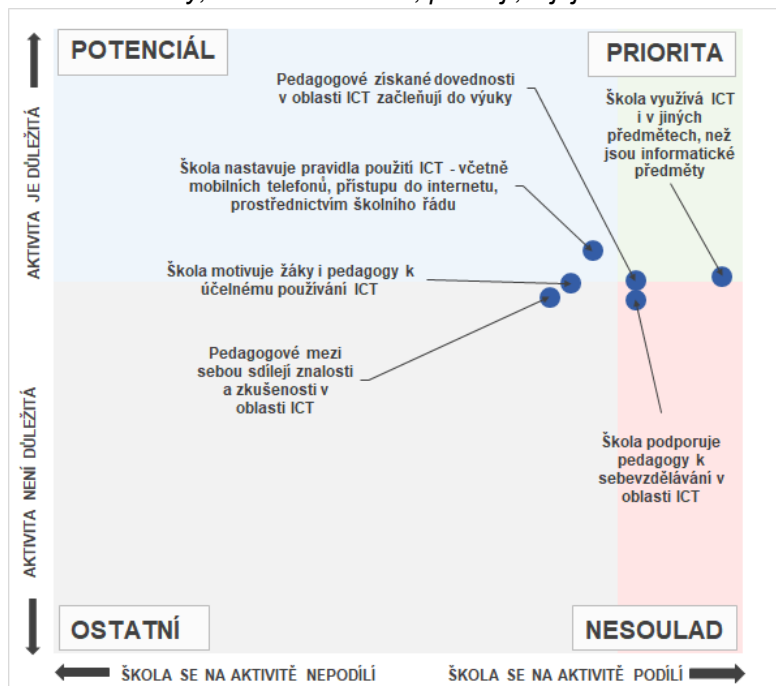 POTENCIÁL
PRIORITA
Pedagogové získané dovednosti
v oblasti ICT začleňují do výuky
Škola využívá ICT
i v jiných
předmětech, než
jsou informatické
předměty
Škola nastavuje pravidla použití ICT - včetně
mobilních telefonů, přístupu do internetu,
prostřednictvím školního řádu
Škola motivuje žáky i pedagogy k
účelnému používání ICT
Pedagogové mezi
sebou sdílejí znalosti
a zkušenosti v
oblasti ICT
Škola podporuje
pedagogy k
sebevzdělávání v
oblasti ICT
AKTIVITA JE DŮLEŽITÁ
AKTIVITA NENÍ DŮLEŽITÁ
OSTATNÍ
NESOULAD
ŠKOLA SE NA AKTIVITĚ NEPODÍLÍ
ŠKOLA SE NA AKTIVITĚ PODÍLÍ